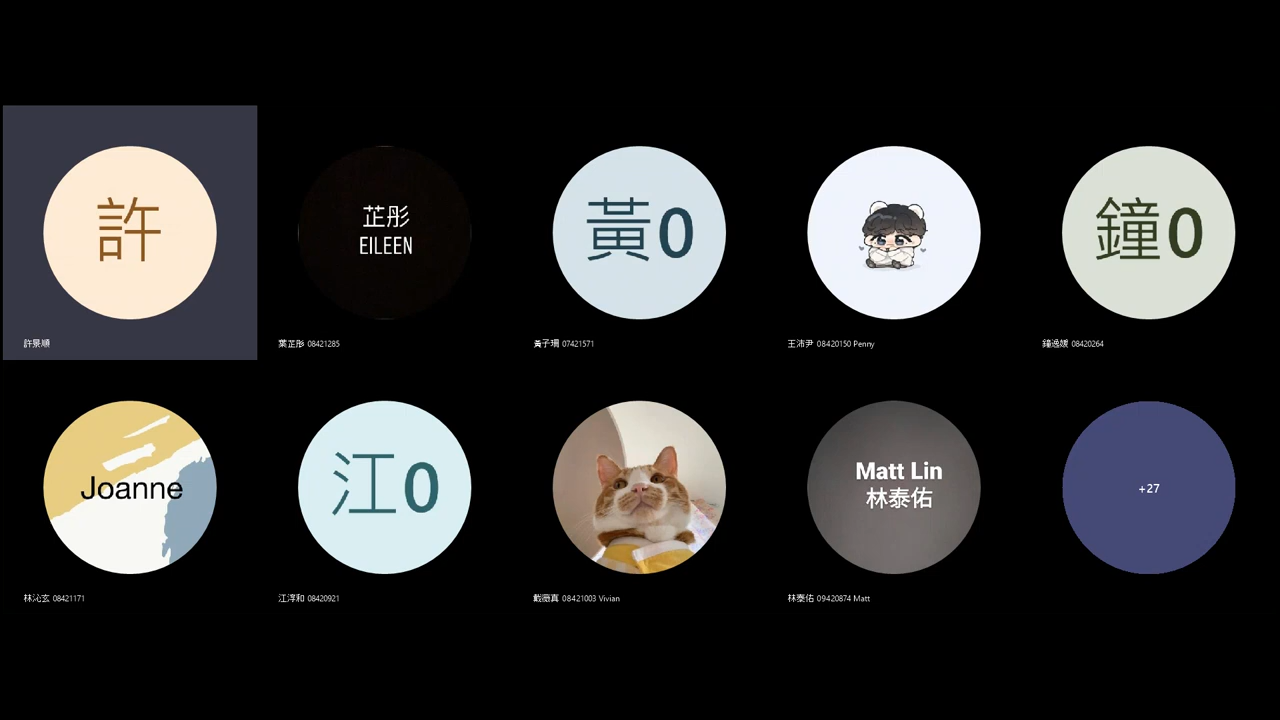 許
芷彤
EILEEN
黃0
鐘0
許景順
葉芷彤 08421285
黃子珊 07421571
王沛尹 08420150 Penny
鐘逸媛 08420264
Joanne
江0
Matt Lin
林泰佑
+27
林沁玄 08421171
江淳和 08420921
戴薇真 08421003 Vivian
林泰佑 09420874 Matt